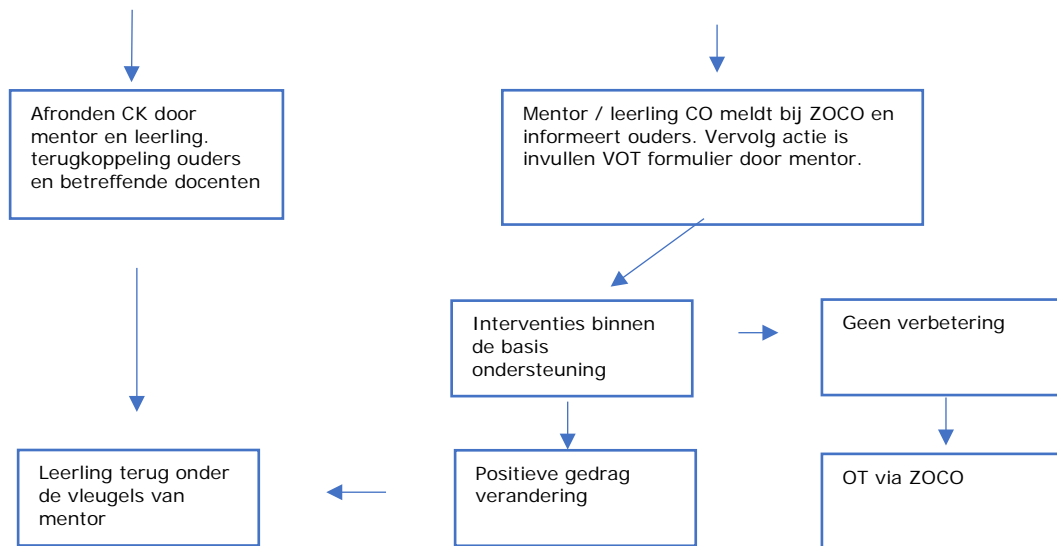 Afronden CK door
mentor en leerling.
terugkoppeling ouders
en betreffende docenten
Mentor / leerling CO meldt bij ZOCO en
informeert ouders. Vervolg actie is
invullen VOT formulier door mentor.
Interventies binnen
de basis
ondersteuning
Geen verbetering
Leerling terug onder
de vleugels van
mentor
Positieve gedrag
verandering
OT via ZOCO